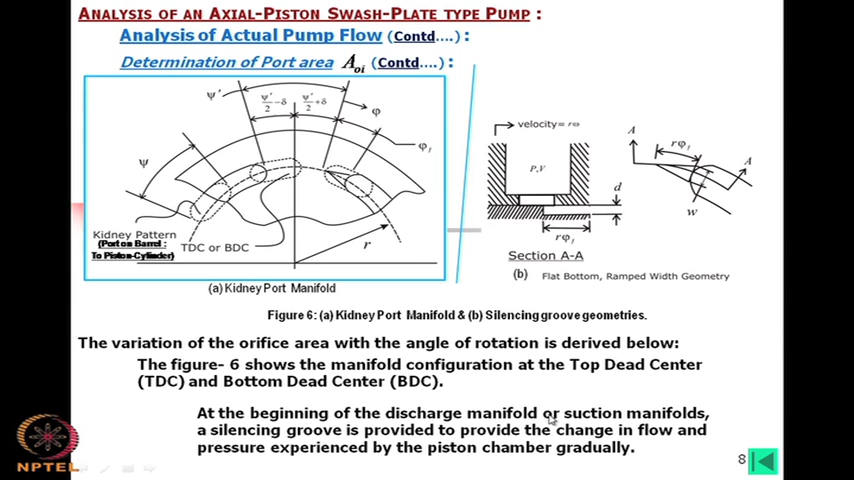 ANALYSIS OF AN AXIAL-PISTON SWASH-PLATE TYPE PUMP :
Analysis of Actual Pump Flow (Contd....) :
Determination of Port area Aoi (Contd....) :
ψ'
ψ'/2 − δ
ψ'/2 + δ
φ
φf
ψ
Kidney Pattern
(Port on Barrel :
To Piston-Cylinder)
TDC or BDC
r
(a) Kidney Port Manifold
velocity= rω
P,V
d
rφf
Section A-A
A
rφf
A
w
(b) Flat Bottom, Ramped Width Geometry
Figure 6: (a) Kidney Port Manifold & (b) Silencing groove geometries.
The variation of the orifice area with the angle of rotation is derived below:
The figure- 6 shows the manifold configuration at the Top Dead Center
(TDC) and Bottom Dead Center (BDC).
At the beginning of the discharge manifold or suction manifolds,
a silencing groove is provided to provide the change in flow and
pressure experienced by the piston chamber gradually.
8
NPTEL